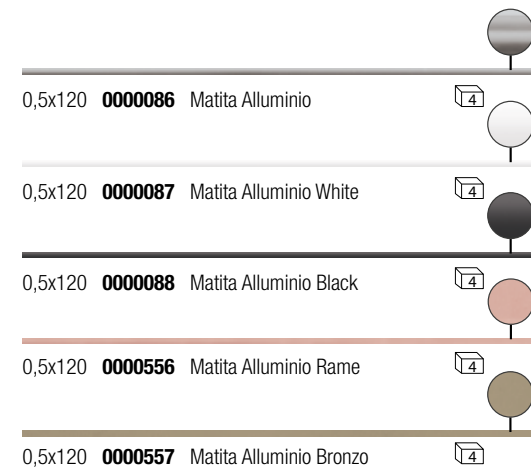 0,5x120 0000086 Matita Alluminio 4
0,5x120 0000087 Matita Alluminio White 4
0,5x120 0000088 Matita Alluminio Black 4
0,5x120 0000556 Matita Alluminio Rame 4
0,5x120 0000557 Matita Alluminio Bronzo 4